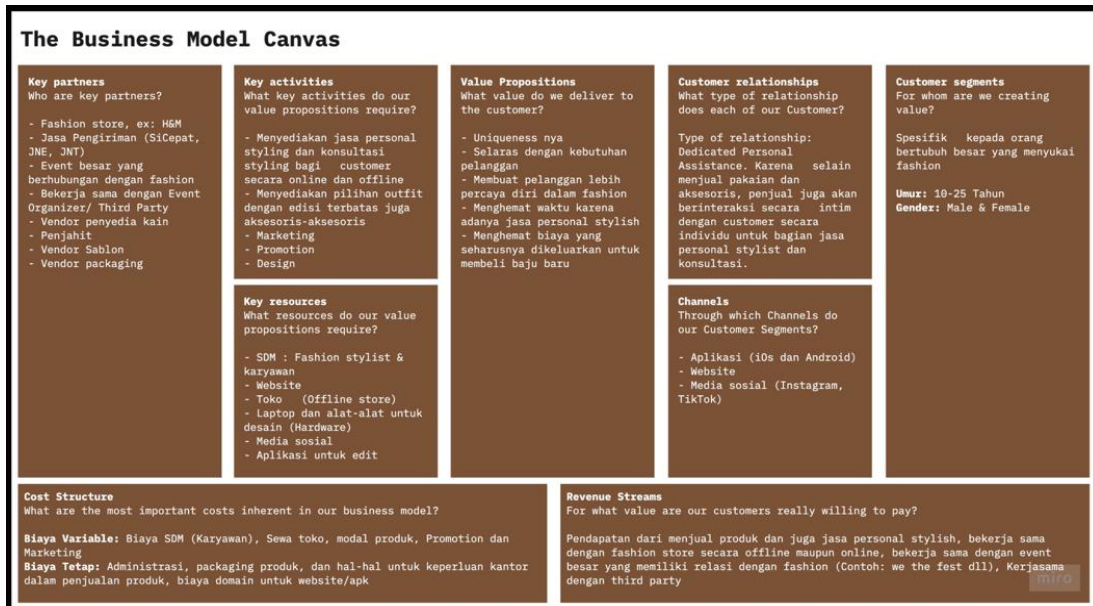 The Business Model Canvas
Key partners
Who are key partners?
- Fashion store, ex: H&M
- Jasa Pengiriman (SiCepat,
JNE, JNT)
- Event besar yang
berhubungan dengan fashion
- Bekerja sama dengan Event
Organizer/ Third Party
- Vendor penyedia kain
- Penjahit
- Vendor Sablon
- Vendor packaging
Key activities
What key activities do our
value propositions require?
- Menyediakan jasa personal
styling dan konsultasi
styling bagi customer
secara online dan offline
- Menyediakan pilihan outfit
dengan edisi terbatas juga
aksesoris-aksesoris
- Marketing
- Promotion
- Design
Key resources
What resources do our value
propositions require?
- SDM : Fashion stylist &
karyawan
- Website
- Toko (Offline store)
- Laptop dan alat-alat untuk
desain (Hardware)
- Media sosial
- Aplikasi untuk edit
Value Propositions
What value do we deliver to
the customer?
- Uniqueness nya
- Selaras dengan kebutuhan
pelanggan
- Membuat pelanggan lebih
percaya diri dalam fashion
- Menghemat waktu karena
adanya jasa personal stylish
- Menghemat biaya yang
seharusnya dikeluarkan untuk
membeli baju baru
Customer relationships
What type of relationship
does each of our Customer?
Type of relationship:
Dedicated Personal
Assistance. Karena selain
menjual pakaian dan
aksesoris, penjual juga akan
berinteraksi secara intim
dengan customer secara
individu untuk bagian jasa
personal stylist dan
konsultasi.
Channels
Through which Channels do
our Customer Segments?
- Aplikasi (iOs dan Android)
- Website
- Media sosial (Instagram,
TikTok)
Customer segments
For whom are we creating
value?
Spesifik kepada orang
bertubuh besar yang menyukai
fashion
Umur: 10-25 Tahun
Gender: Male & Female
Cost Structure
What are the most important costs inherent in our business model?
Biaya Variable: Biaya SDM (Karyawan), Sewa toko, modal produk, Promotion dan
Marketing
Biaya Tetap: Administrasi, packaging produk, dan hal-hal untuk keperluan kantor
dalam penjualan produk, biaya domain untuk website/apk
Revenue Streams
For what value are our customers really willing to pay?
Pendapatan dari menjual produk dan juga jasa personal stylish, bekerja sama
dengan fashion store secara offline maupun online, bekerja sama dengan event
besar yang memiliki relasi dengan fashion (Contoh: we the fest dll), Kerjasama
dengan third party
miro